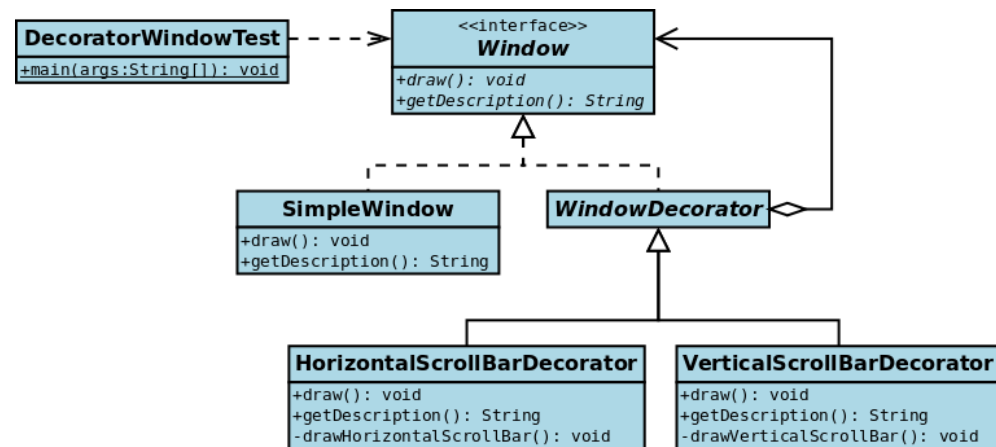 DecoratorWindowTest
+main(args:String[]): void
<<interface>>
Window
+draw(): void
+getDescription(): String
SimpleWindow
+draw(): void
+getDescription(): String
WindowDecorator
HorizontalScrollBarDecorator
+draw(): void
+getDescription(): String
-drawHorizontalScrollBar(): void
VerticalScrollBarDecorator
+draw(): void
+getDescription(): String
-drawVerticalScrollBar(): void